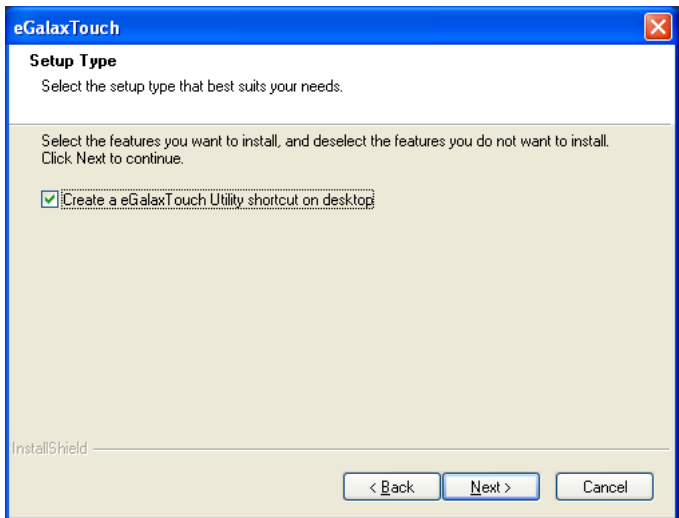 eGalaxTouch
Setup Type
Select the setup type that best suits your needs.
Select the features you want to install, and deselect the features you do not want to install.
Click Next to continue.
Create a eGalaxTouch Utility shortcut on desktop
InstallShield
< Back Next > Cancel